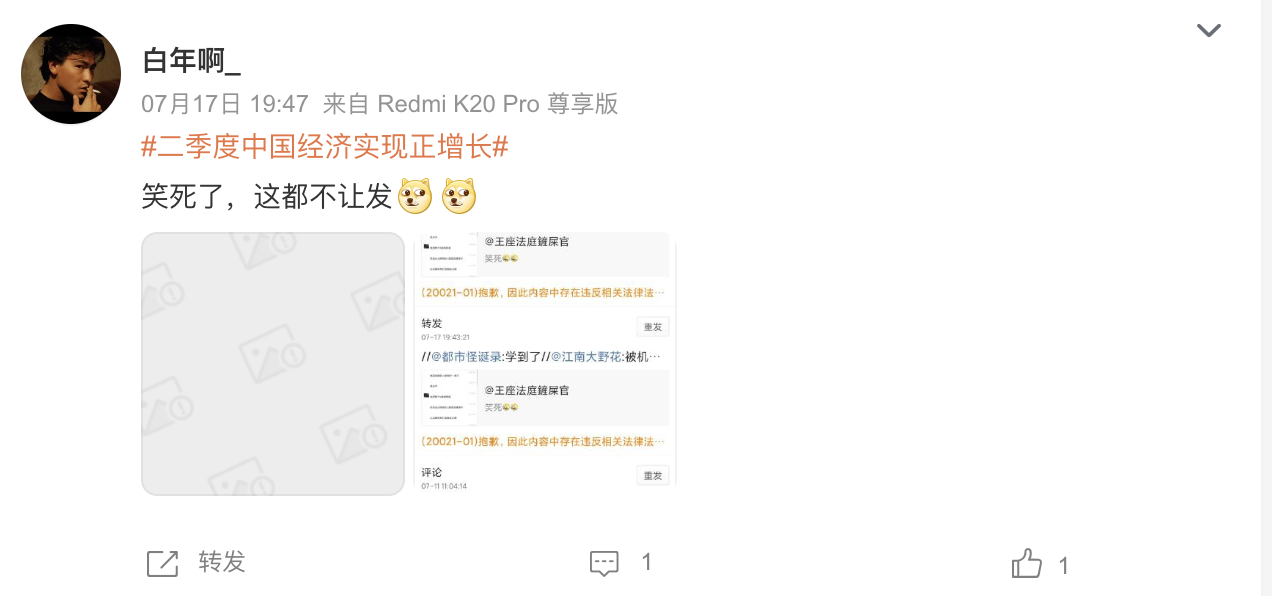 白年啊_
07月17日 19:47 来自 Redmi K20 Pro 尊享版
#二季度中国经济实现正增长#
笑死了，这都不让发
@王座法庭鏟屎官
笑死
(20021-01)抱歉，因此内容中存在违反相关法律法…
转发
重发
07-17 19:43:21
//@都市怪诞录:学到了//@江南大野花:被机…
@王座法庭鏟屎官
笑死
(20021-01)抱歉，因此内容中存在违反相关法律法…
评论
重发
07-11 11:04:14
转发
1
1